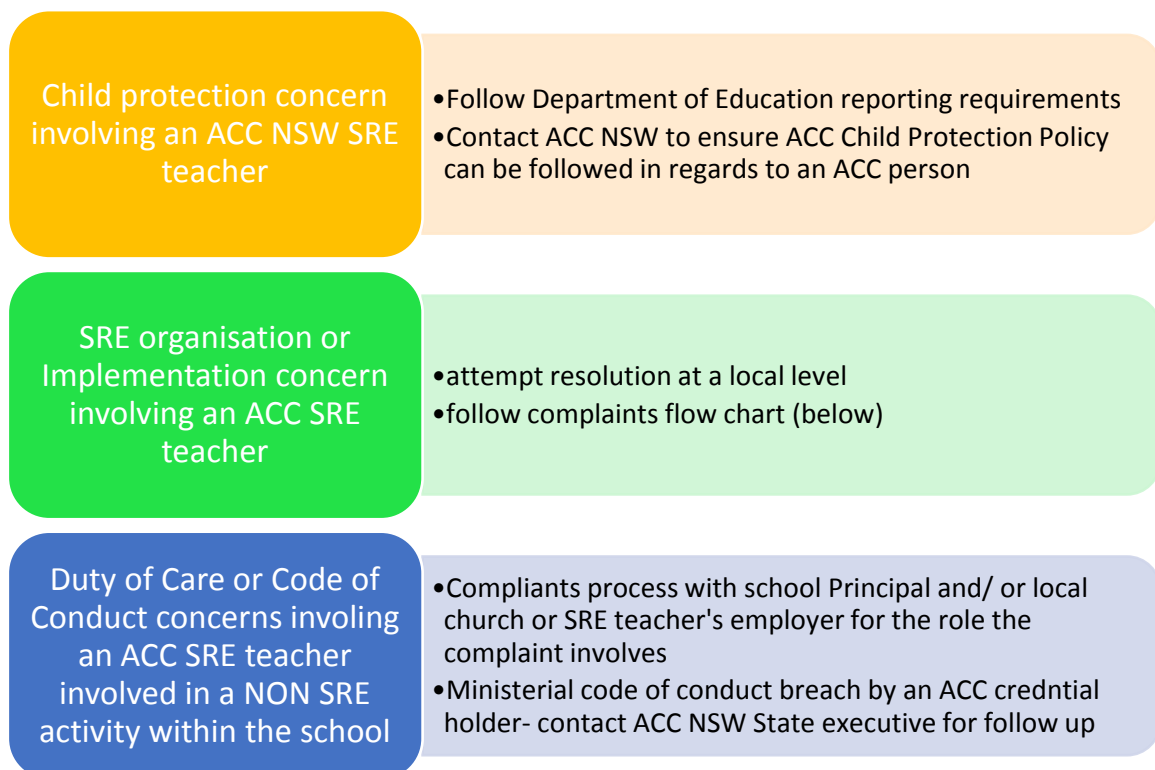 Child protection concern
involving an ACC NSW SRE
teacher
•Follow Department of Education reporting requirements
•Contact ACC NSW to ensure ACC Child Protection Policy
can be followed in regards to an ACC person
SRE organisation or
Implementation concern
involving an ACC SRE
teacher
•attempt resolution at a local level
•follow complaints flow chart (below)
Duty of Care or Code of
Conduct concerns involing
an ACC SRE teacher
involved in a NON SRE
activity within the school
•Compliants process with school Principal and/ or local
church or SRE teacher's employer for the role the
complaint involves
•Ministerial code of conduct breach by an ACC credntial
holder- contact ACC NSW State executive for follow up